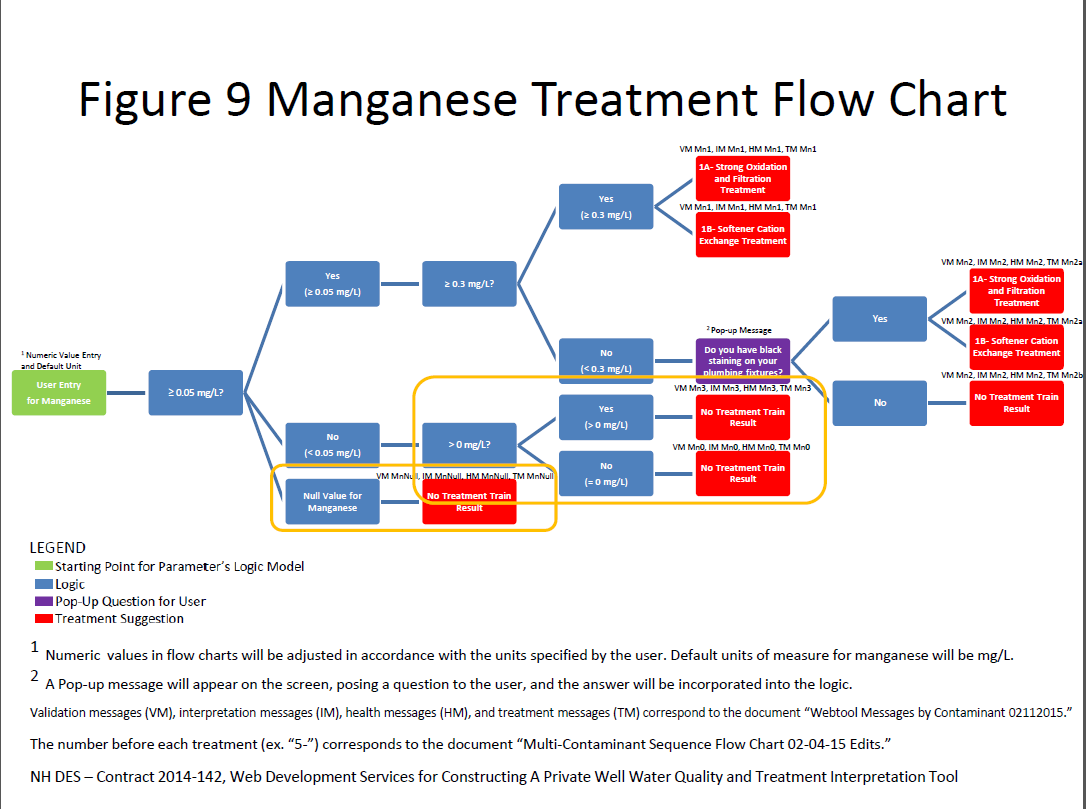 Figure 9 Manganese Treatment Flow Chart
VM Mn1, IM Mn1, HM Mn1, TM Mn1
1A- Strong Oxidation
and Filtration
Treatment
VM Mn1, IM Mn1, HM Mn1, TM Mn1
1B- Softener Cation
Exchange Treatment
Yes
(≥ 0.3 mg/L)
Yes
(≥ 0.05 mg/L)
≥ 0.3 mg/L?
VM Mn2, IM Mn2, HM Mn2, TM Mn2a
1A- Strong Oxidation
and Filtration
Treatment
VM Mn2, IM Mn2, HM Mn2, TM Mn2a
1B- Softener Cation
Exchange Treatment
Yes
2 Pop-up Message
Do you have black
staining on your
plumbing fixtures?
No
(< 0.3 mg/L)
1 Numeric Value Entry
and Default Unit
User Entry
for Manganese
≥ 0.05 mg/L?
VM Mn2, IM Mn2, HM Mn2, TM Mn2b
No
No Treatment Train
Result
VM Mn3, IM Mn3, HM Mn3, TM Mn3
Yes
(> 0 mg/L)
No Treatment Train
Result
No
(< 0.05 mg/L)
> 0 mg/L?
VM Mn0, IM Mn0, HM Mn0, TM Mn0
No
(= 0 mg/L)
No Treatment Train
Result
VM MnNull, IM MnNull, HM MnNull, TM MnNull
Null Value for
Manganese
No Treatment Train
Result
LEGEND
Starting Point for Parameter's Logic Model
Logic
Pop-Up Question for User
Treatment Suggestion
1 Numeric values in flow charts will be adjusted in accordance with the units specified by the user. Default units of measure for manganese will be mg/L.
2 A Pop-up message will appear on the screen, posing a question to the user, and the answer will be incorporated into the logic.
Validation messages (VM), interpretation messages (IM), health messages (HM), and treatment messages (TM) correspond to the document “Webtool Messages by Contaminant 02112015.”
The number before each treatment (ex. “5-”) corresponds to the document “Multi-Contaminant Sequence Flow Chart 02-04-15 Edits.”
NH DES – Contract 2014-142, Web Development Services for Constructing A Private Well Water Quality and Treatment Interpretation Tool